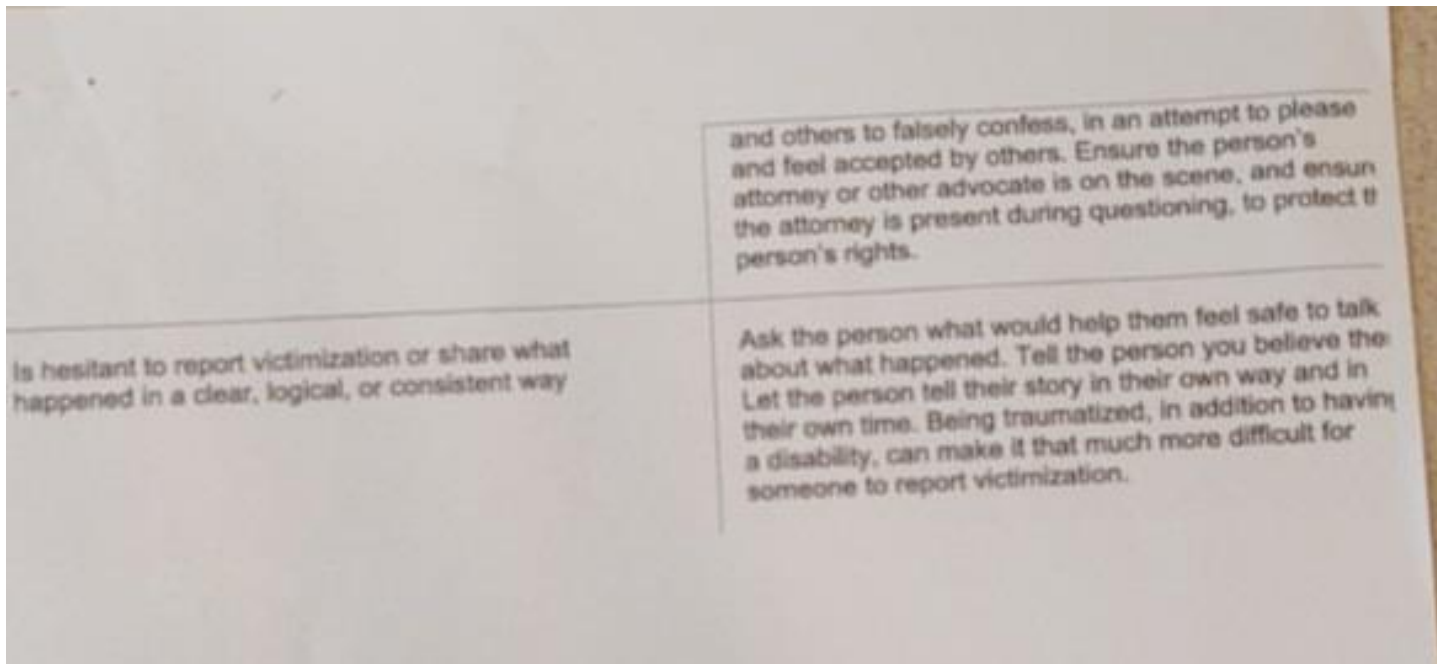 and others to falsely confess, in an attempt to please
and feel accepted by others. Ensure the person's
attorney or other advocate is on the scene, and ensur
the attorney is present during questioning, to protect th
person's rights.
Is hesitant to report victimization or share what
happened in a clear, logical, or consistent way
Ask the person what would help them feel safe to talk
about what happened. Tell the person you believe the
Let the person tell their story in their own way and in
their own time. Being traumatized, in addition to having
a disability, can make it that much more difficult for
someone to report victimization.